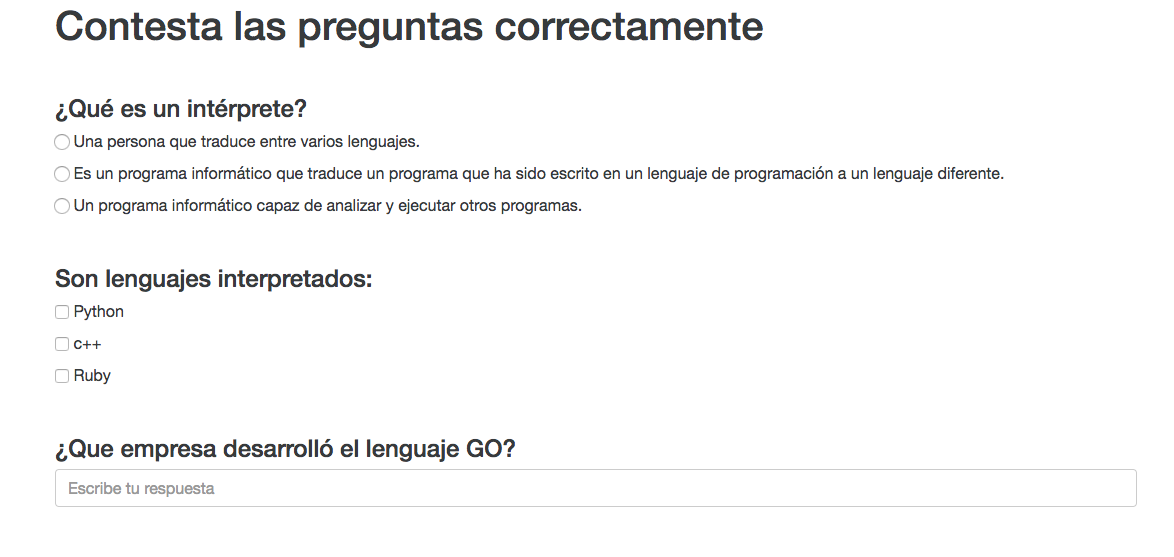 Contesta las preguntas correctamente
¿Qué es un intérprete?
Una persona que traduce entre varios lenguajes.
Es un programa informático que traduce un programa que ha sido escrito en un lenguaje de programación a un lenguaje diferente.
Un programa informático capaz de analizar y ejecutar otros programas.
Son lenguajes interpretados:
Python
c++
Ruby
¿Que empresa desarrolló el lenguaje GO?
Escribe tu respuesta